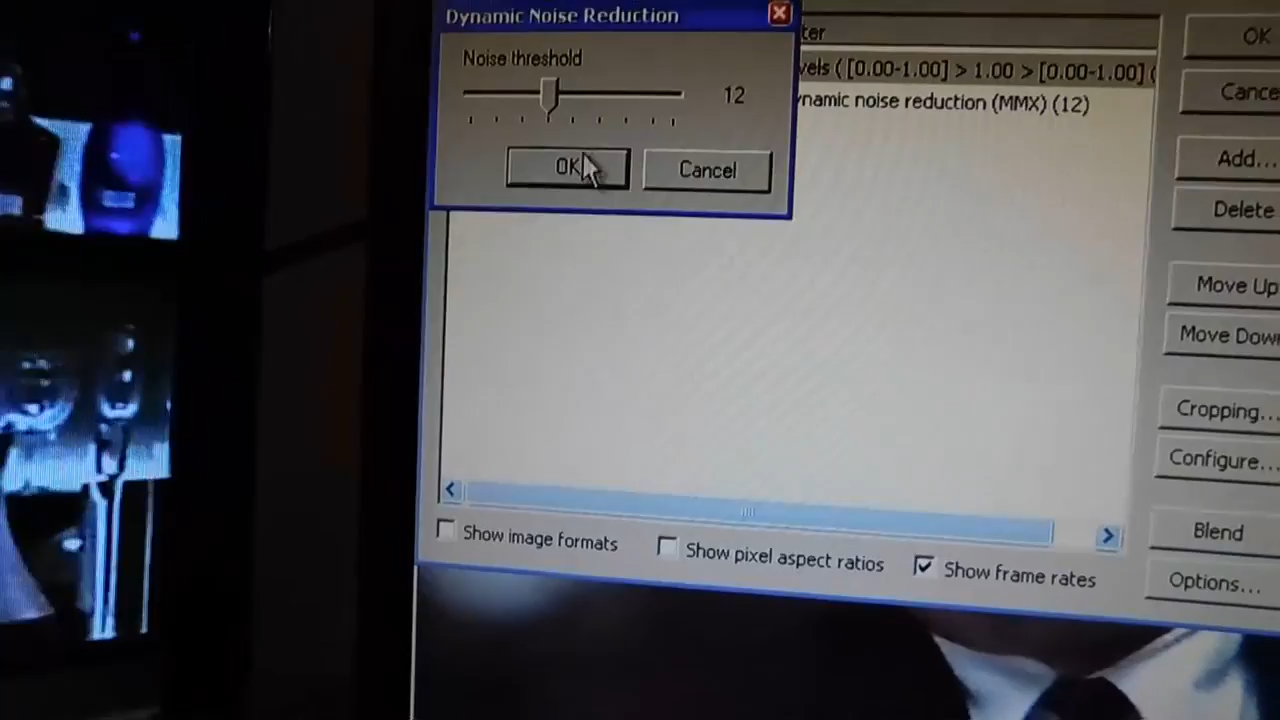 Dynamic Noise Reduction
Noise threshold
12
OK
Cancel
ter
vels ( [0.00-1.00] > 1.00 > [0.00-1.00] (
ynamic noise reduction (MMX) (12)
OK
Cance
Add...
Delete
Move Up
Move Dow
Cropping...
Configure...
Blend
Options...
Show image formats
Show pixel aspect ratios
Show frame rates